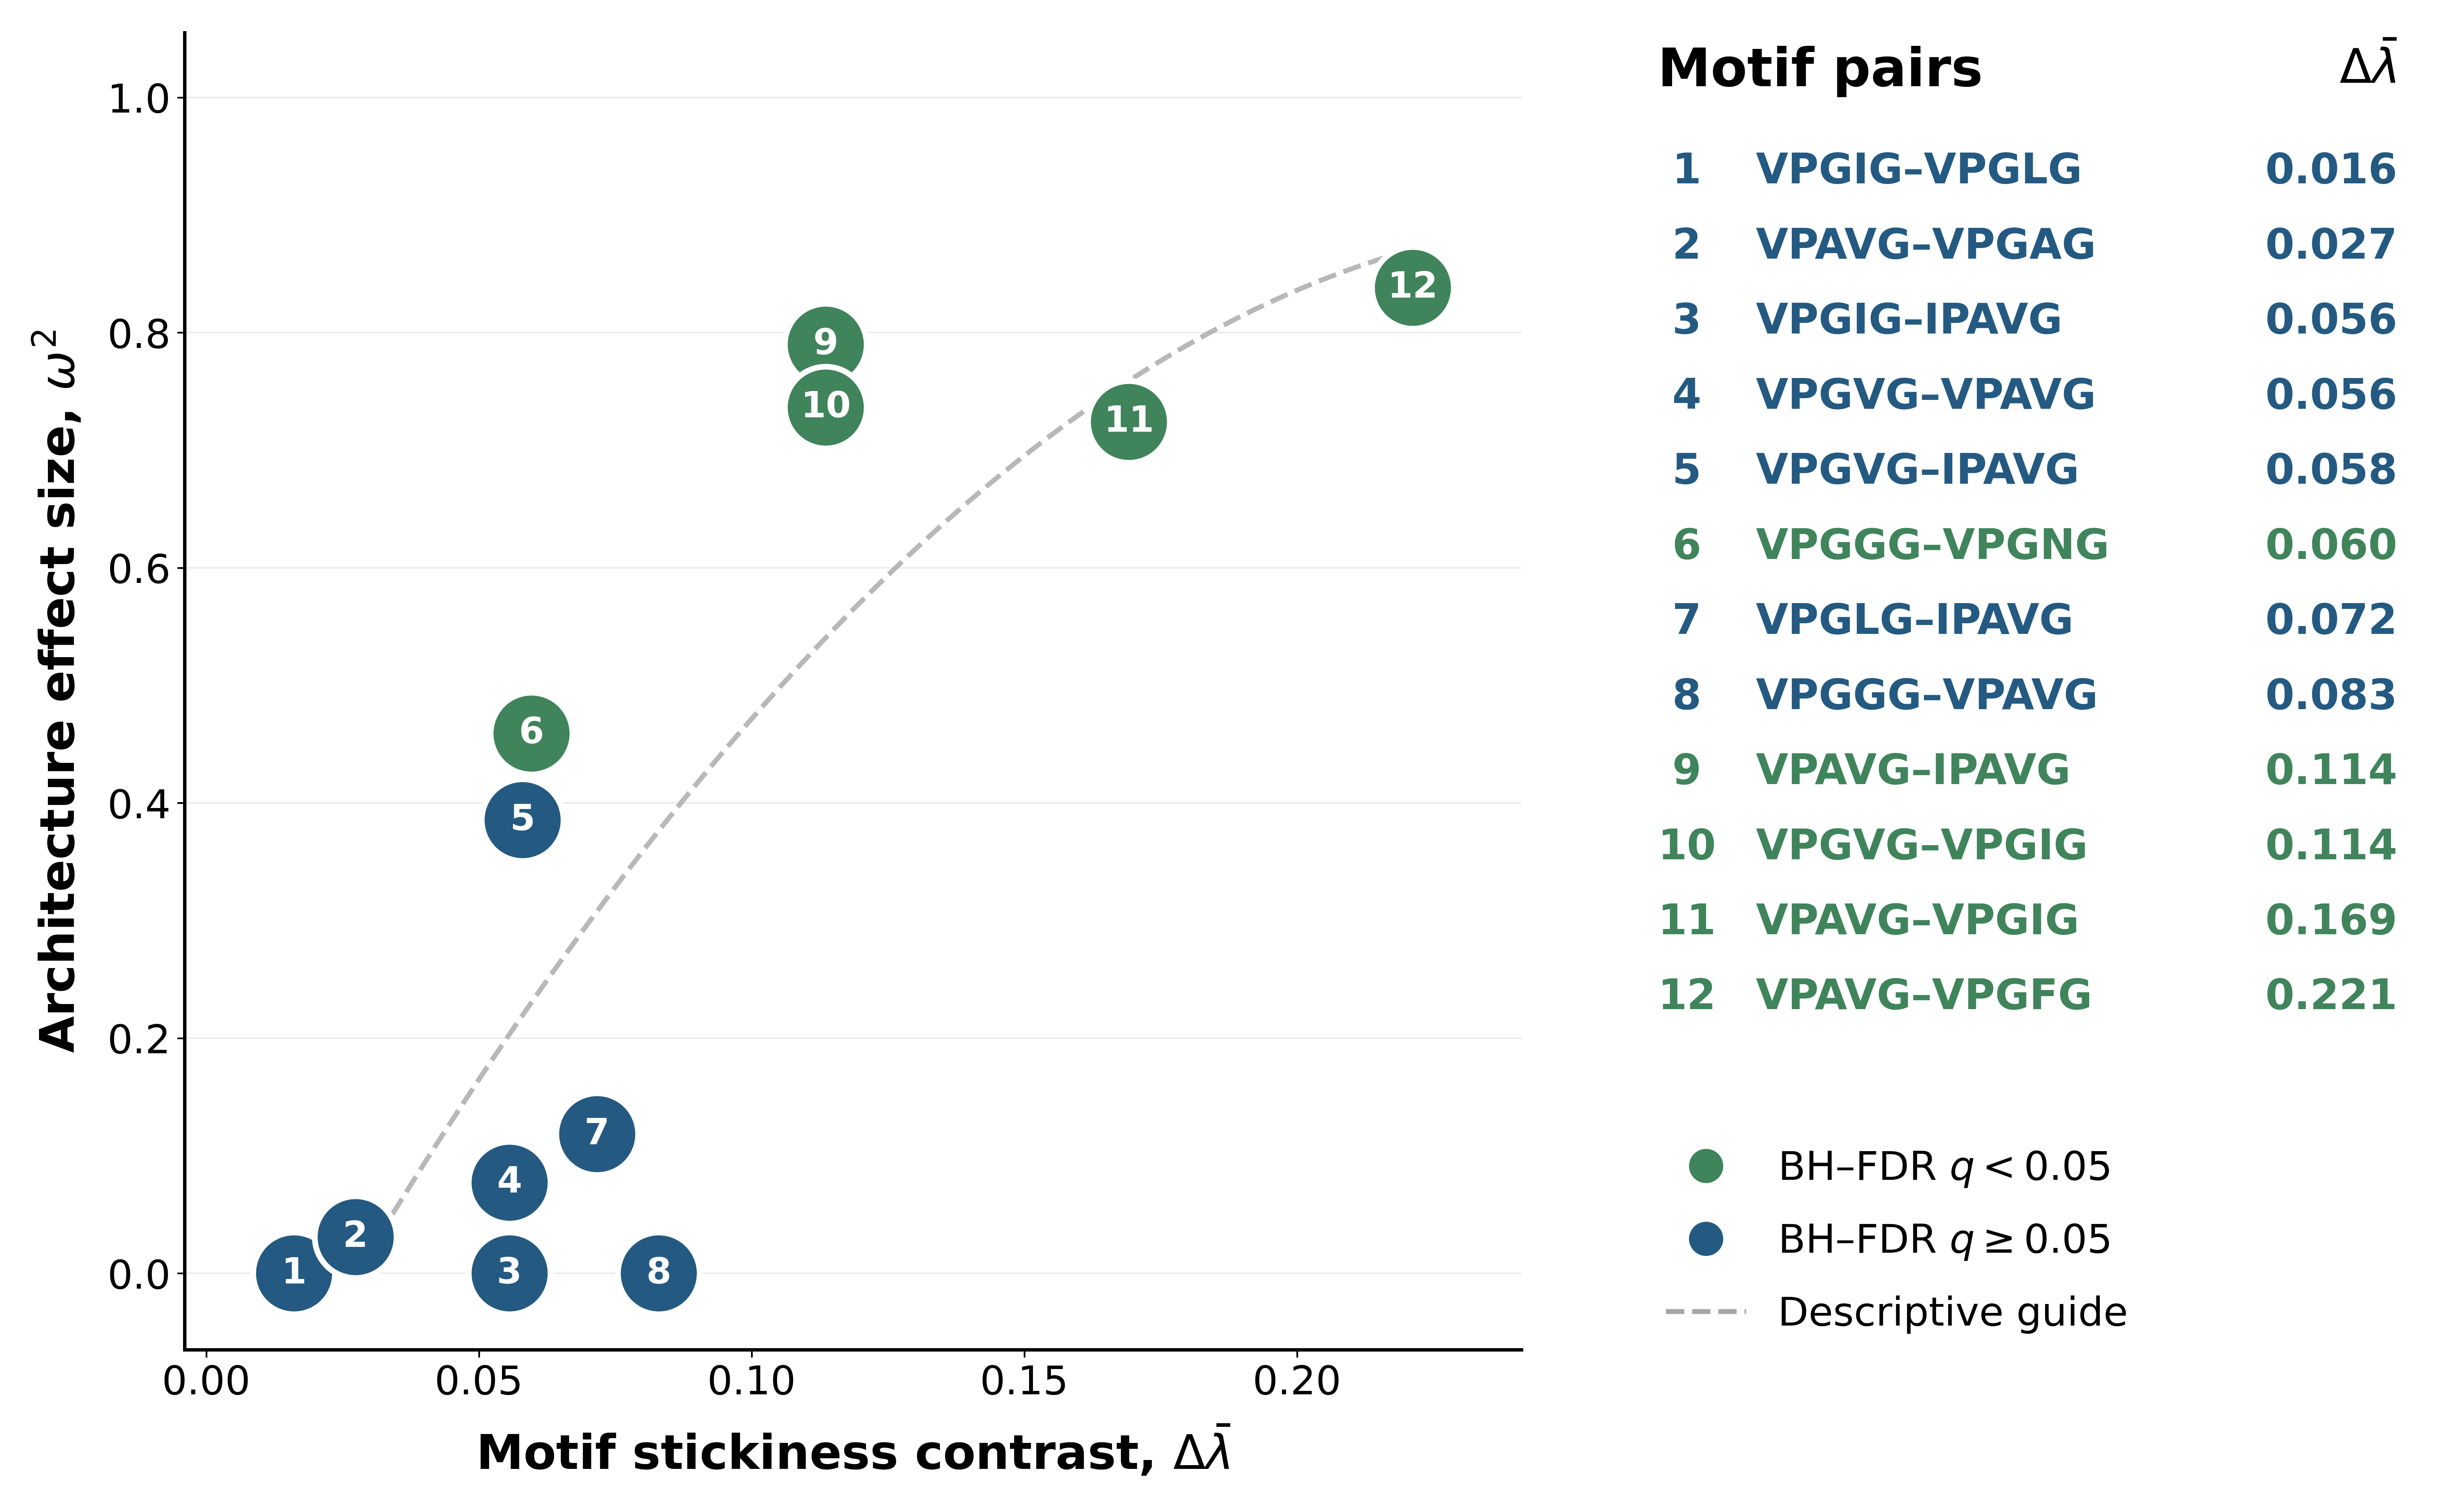 Architecture effect size, ω²
1.0
0.8
0.6
0.4
0.2
0.0
0.00
0.05
0.10
0.15
0.20
Motif stickiness contrast, Δλ̄
1
2
3
4
5
6
7
8
9
10
11
12
Motif pairs Δλ̄
1 VPGIG–VPGLG 0.016
2 VPAVG–VPGAG 0.027
3 VPGIG–IPAVG 0.056
4 VPGVG–VPAVG 0.056
5 VPGVG–IPAVG 0.058
6 VPGGG–VPGNG 0.060
7 VPGLG–IPAVG 0.072
8 VPGGG–VPAVG 0.083
9 VPAVG–IPAVG 0.114
10 VPGVG–VPGIG 0.114
11 VPAVG–VPGIG 0.169
12 VPAVG–VPGFG 0.221
BH–FDR q < 0.05
BH–FDR q ≥ 0.05
Descriptive guide